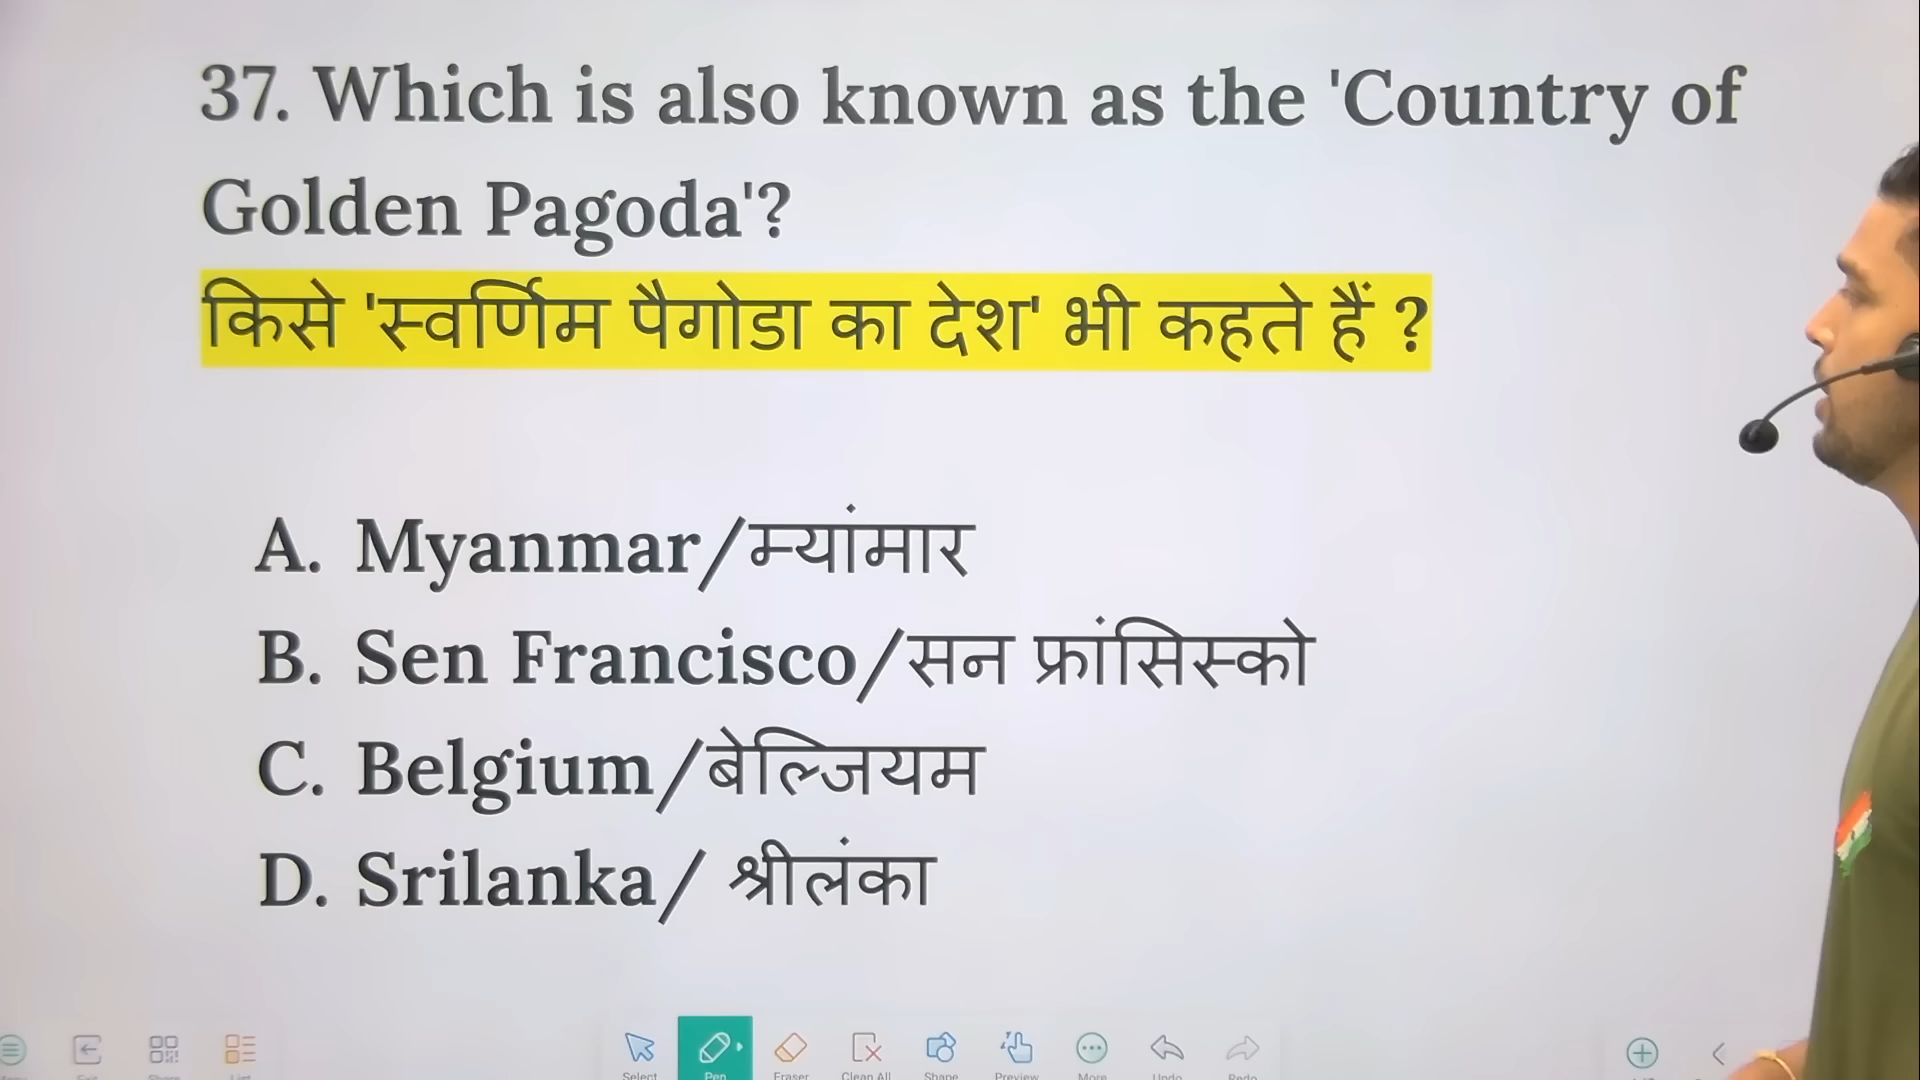 37. Which is also known as the 'Country of
Golden Pagoda'?
किसे 'स्वर्णिम पैगोडा का देश' भी कहते हैं ?
A. Myanmar/म्यांमार
B. Sen Francisco/सन फ्रांसिस्को
C. Belgium/बेल्जियम
D. Srilanka/ श्रीलंका
Select Pen Eraser Clean All Shape Preview More Undo Redo